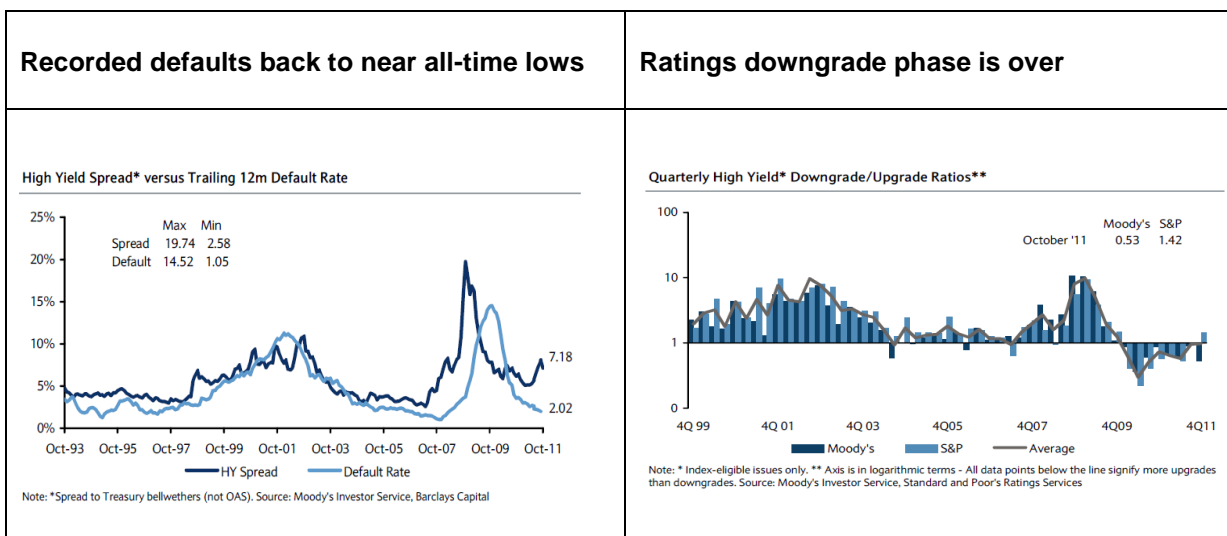 Recorded defaults back to near all-time lows
Ratings downgrade phase is over
High Yield Spread* versus Trailing 12m Default Rate
Max Min
Spread 19.74 2.58
Default 14.52 1.05
25%
20%
15%
10%
5%
0%
7.18
2.02
Oct-93 Oct-95 Oct-97 Oct-99 Oct-01 Oct-03 Oct-05 Oct-07 Oct-09 Oct-11
HY Spread Default Rate
Note: *Spread to Treasury bellwethers (not OAS). Source: Moody's Investor Service, Barclays Capital
Quarterly High Yield* Downgrade/Upgrade Ratios**
Moody's S&P
October '11 0.53 1.42
100
10
1
0
4Q 99 4Q 01 4Q 03 4Q05 4Q07 4Q09 4Q11
Moody's S&P Average
Note: * Index-eligible issues only. ** Axis is in logarithmic terms - All data points below the line signify more upgrades
than downgrades. Source: Moody's Investor Service, Standard and Poor's Ratings Services